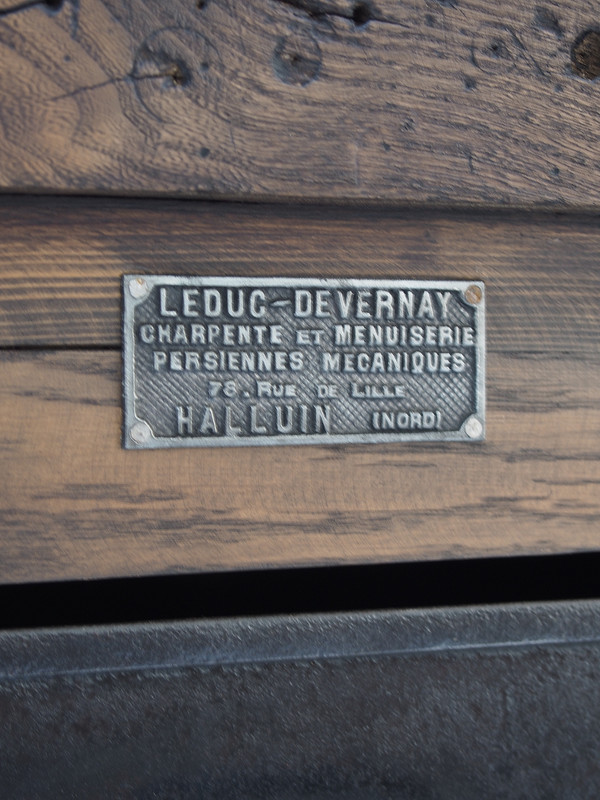 LEDUC-DEVERNAY
CHARPENTE ET MENUISERIE
PERSIENNES MECANIQUES
78. RUE DE LILLE
HALLUIN (NORD)